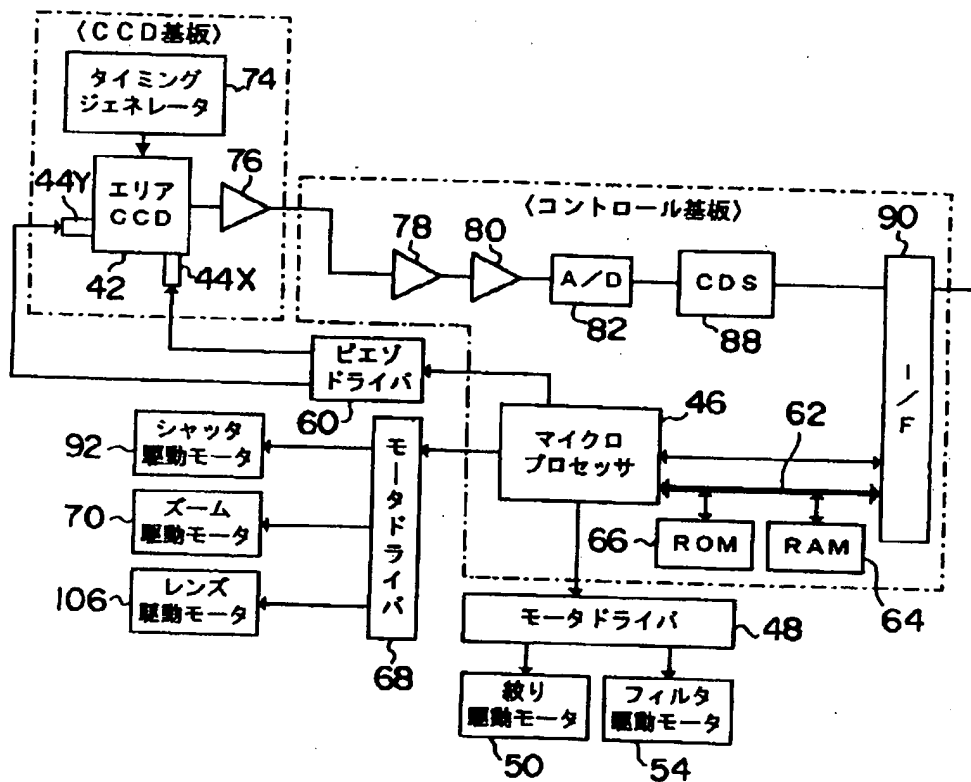 〈CCD基板〉
タイミング
ジェネレータ
74
44Y
エリア
CCD
76
42
44X
〈コントロール基板〉
90
78
80
A/D
82
CDS
88
I/F
ピエゾ
ドライバ
60
46
62
マイクロ
プロセッサ
92
シャッタ
駆動モータ
モータドライバ
70
ズーム
駆動モータ
66
ROM
RAM
64
106
レンズ
駆動モータ
68
モータドライバ
48
絞り
駆動モータ
50
フィルタ
駆動モータ
54